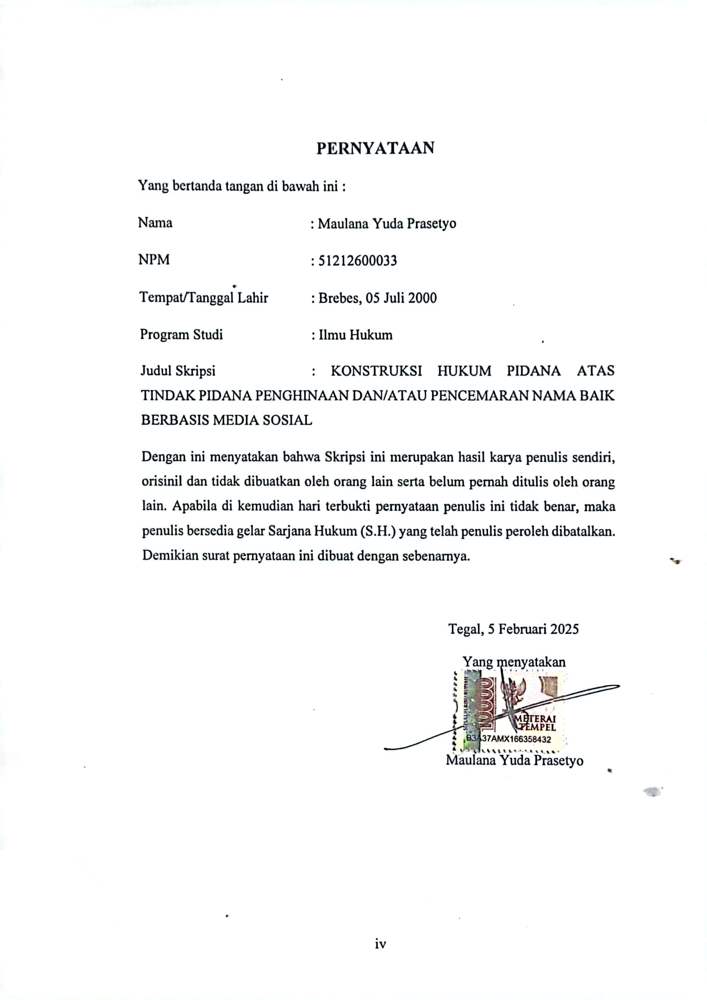 PERNYATAAN
Yang bertanda tangan di bawah ini :
Nama : Maulana Yuda Prasetyo
NPM : 51212600033
Tempat/Tanggal Lahir : Brebes, 05 Juli 2000
Program Studi : Ilmu Hukum
Judul Skripsi : KONSTRUKSI HUKUM PIDANA ATAS
TINDAK PIDANA PENGHINAAN DAN/ATAU PENCEMARAN NAMA BAIK
BERBASIS MEDIA SOSIAL
Dengan ini menyatakan bahwa Skripsi ini merupakan hasil karya penulis sendiri,
orisinil dan tidak dibuatkan oleh orang lain serta belum pernah ditulis oleh orang
lain. Apabila di kemudian hari terbukti pernyataan penulis ini tidak benar, maka
penulis bersedia gelar Sarjana Hukum (S.H.) yang telah penulis peroleh dibatalkan.
Demikian surat pernyataan ini dibuat dengan sebenarnya.
Tegal, 5 Februari 2025
Yang menyatakan
SEPULUH RIBU RUPIAH
10000
METERAI
TEMPEL
B3A37AMX166358432
Maulana Yuda Prasetyo
iv